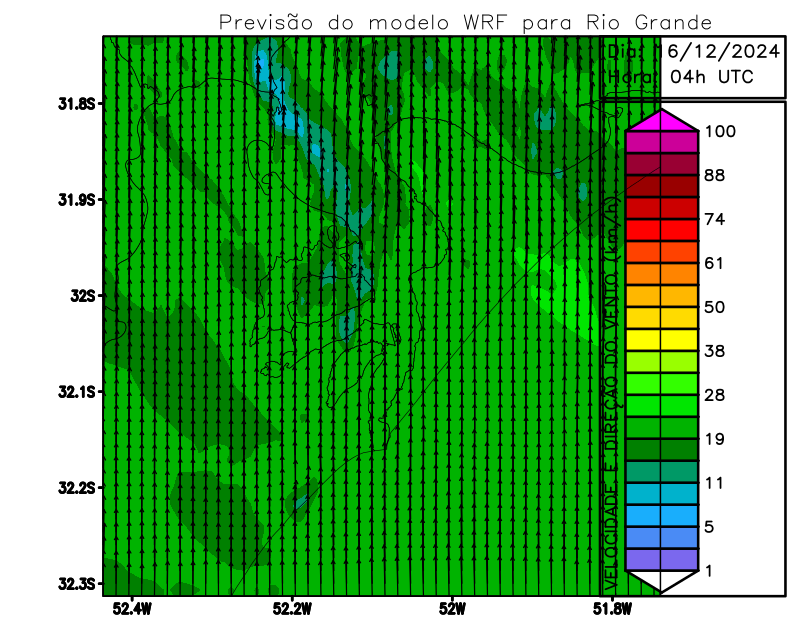 Previsão do modelo WRF para Rio Grande
Dia: 16/12/2024
Hora: 04h UTC
31.8S
31.9S
32S
32.1S
32.2S
32.3S
52.4W
52.2W
52W
51.8W
VELOCIDADE E DIREÇÃO DO VENTO (km/h)
100
88
74
61
50
38
28
19
11
5
1